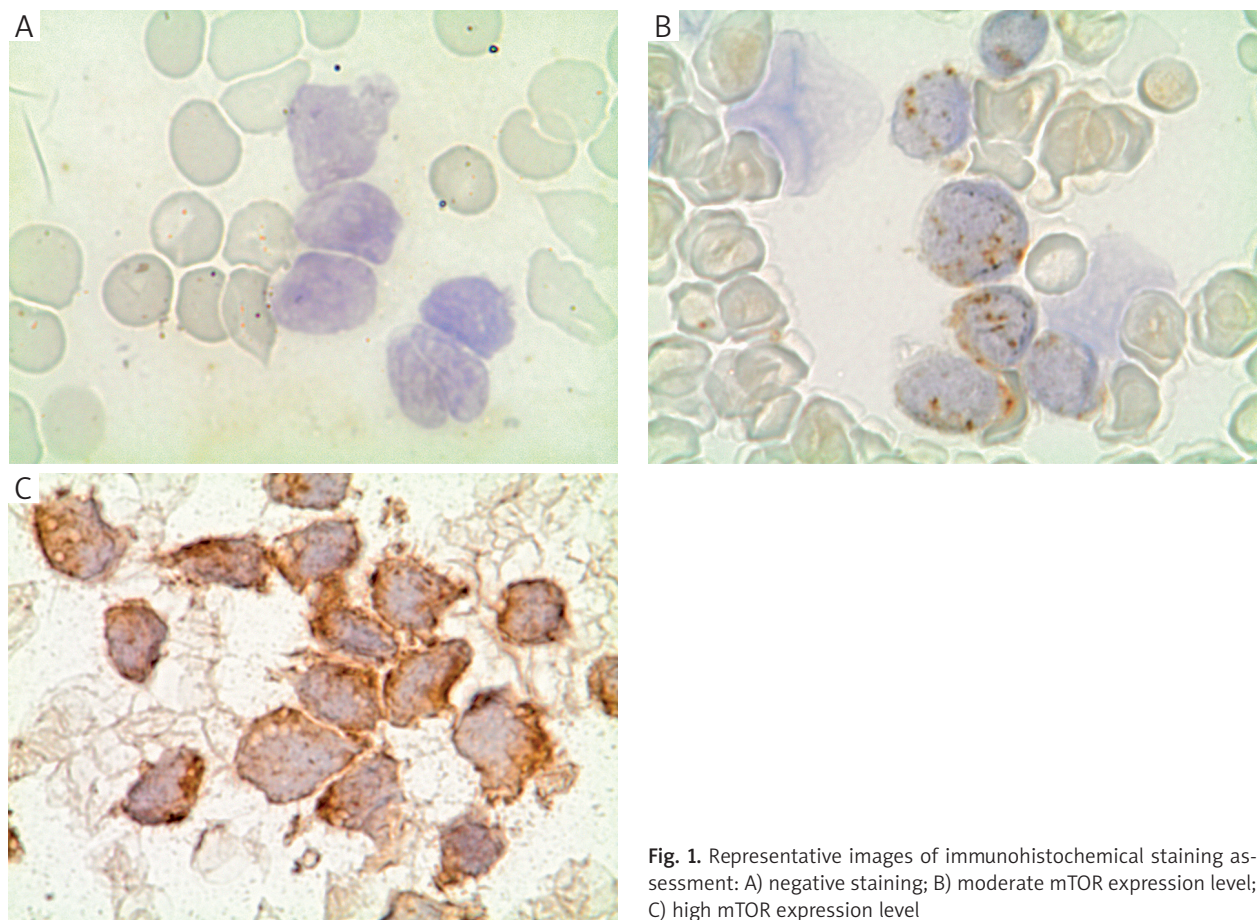 A
B
C
Fig. 1. Representative images of immunohistochemical staining as-
sessment: A) negative staining; B) moderate mTOR expression level;
C) high mTOR expression level